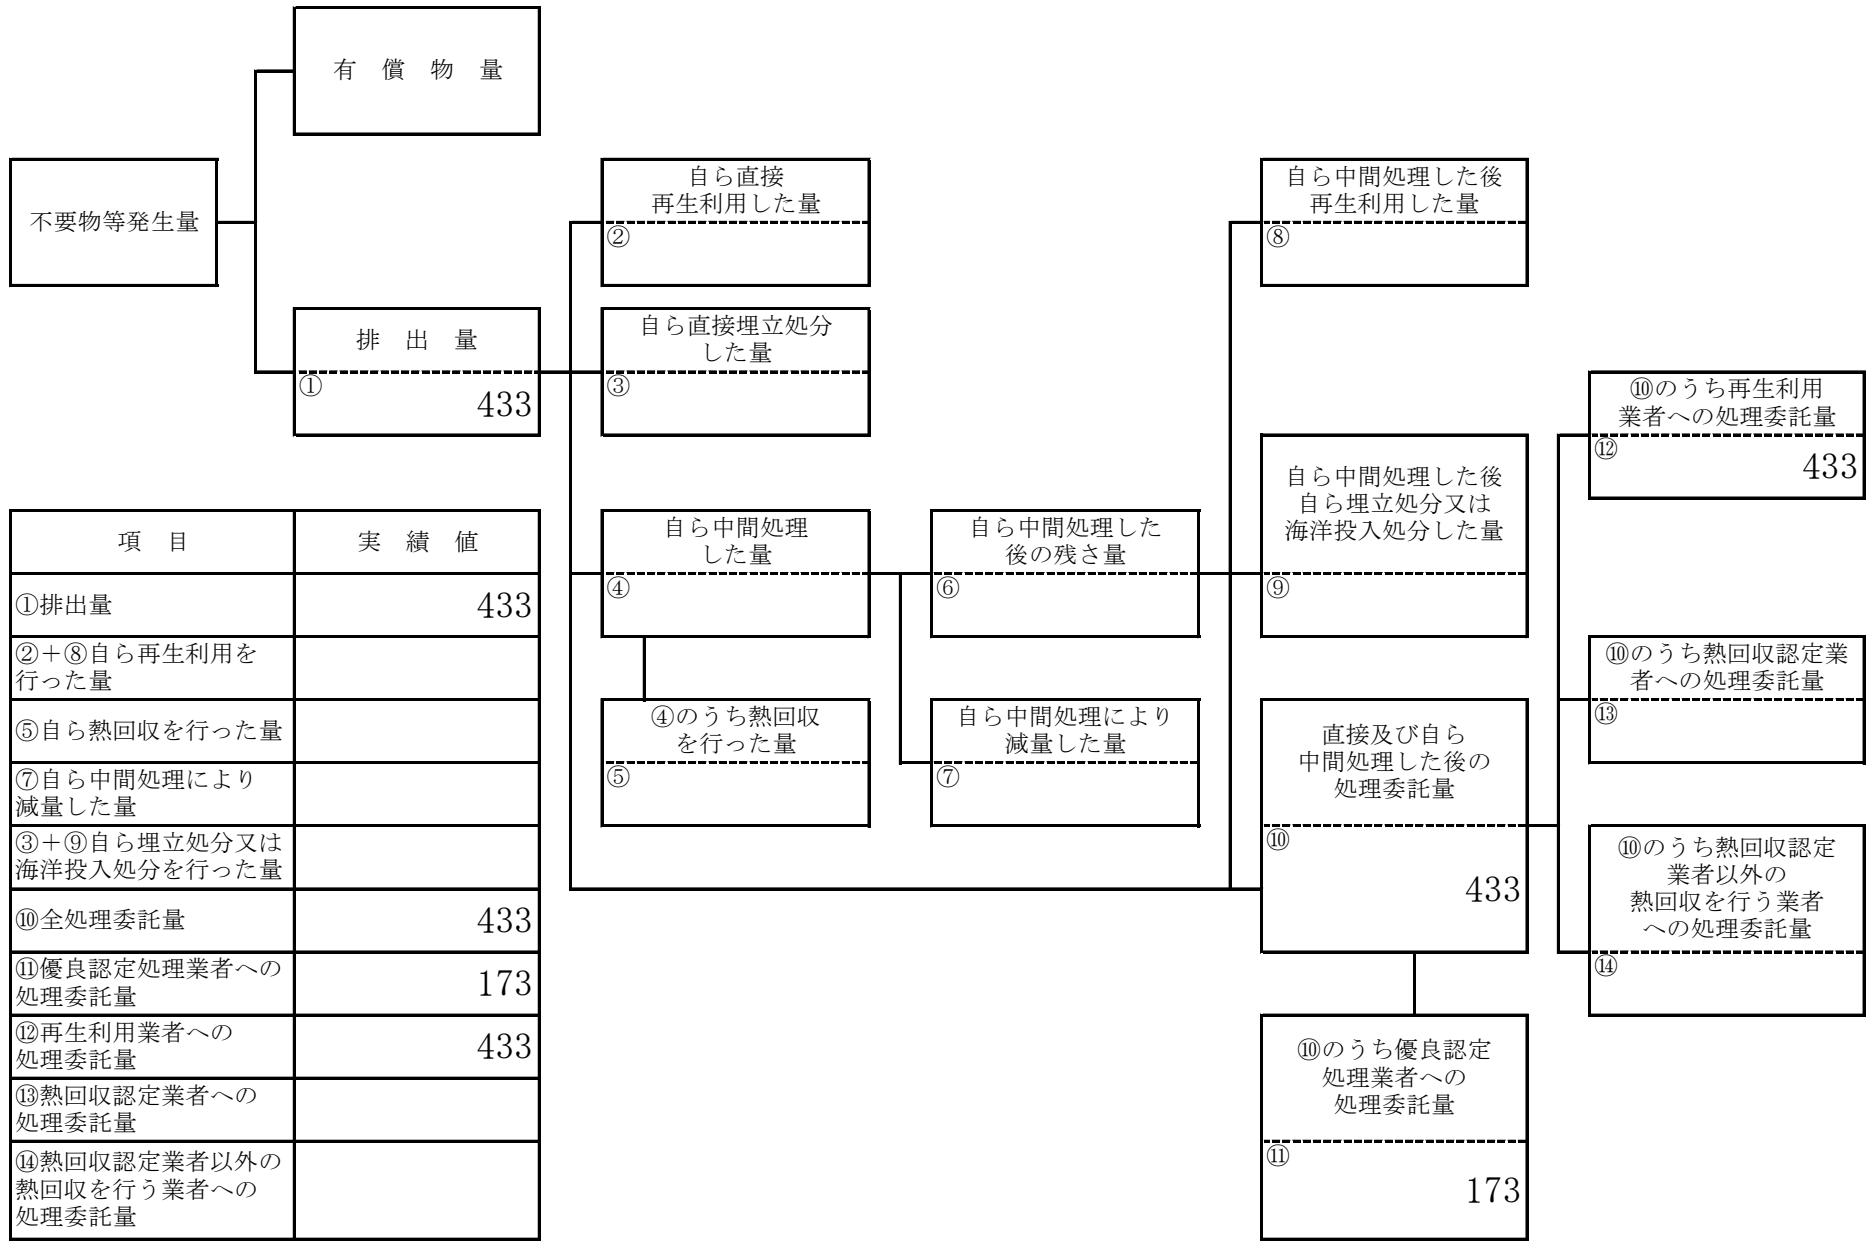 有 償 物 量
不要物等発生量
排 出 量
①
433
自ら直接
再生利用した量
②
自ら直接埋立処分
した量
③
自ら中間処理
した量
④
④のうち熱回収
を行った量
⑤
自ら中間処理した
後の残さ量
⑥
自ら中間処理により
減量した量
⑦
自ら中間処理した後
再生利用した量
⑧
自ら中間処理した後
自ら埋立処分又は
海洋投入処分した量
⑨
直接及び自ら
中間処理した後の
処理委託量
⑩
433
⑩のうち優良認定
処理業者への
処理委託量
⑪
173
⑩のうち再生利用
業者への処理委託量
⑫
433
⑩のうち熱回収認定業
者への処理委託量
⑬
⑩のうち熱回収認定
業者以外の
熱回収を行う業者
への処理委託量
⑭
項 目 実 績 値
①排出量 433
②+⑧自ら再生利用を
行った量
⑤自ら熱回収を行った量
⑦自ら中間処理により
減量した量
③+⑨自ら埋立処分又は
海洋投入処分を行った量
⑩全処理委託量 433
⑪優良認定処理業者への
処理委託量
173
⑫再生利用業者への
処理委託量
433
⑬熱回収認定業者への
処理委託量
⑭熱回収認定業者以外の
熱回収を行う業者への
処理委託量